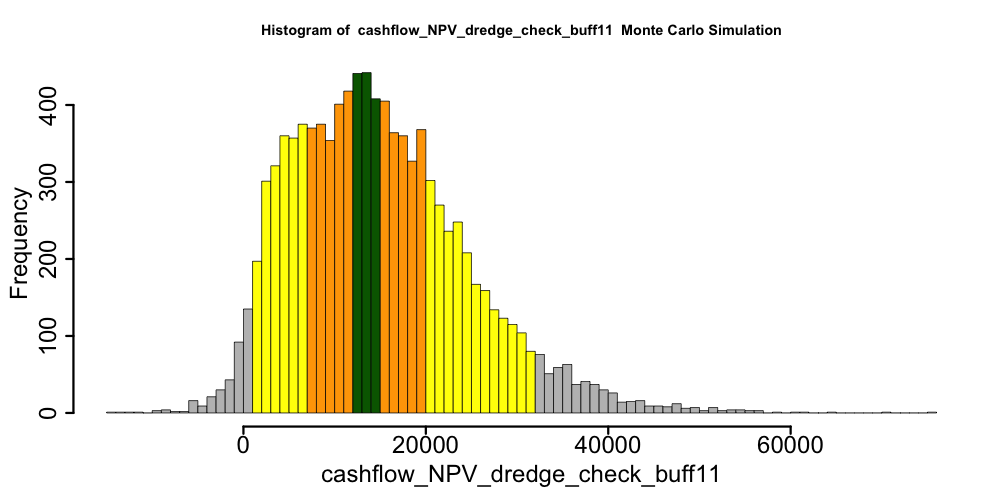 Histogram of  cashflow_NPV_dredge_check_buff11  Monte Carlo Simulation
Frequency
400
300
200
100
0
0 20000 40000 60000
cashflow_NPV_dredge_check_buff11